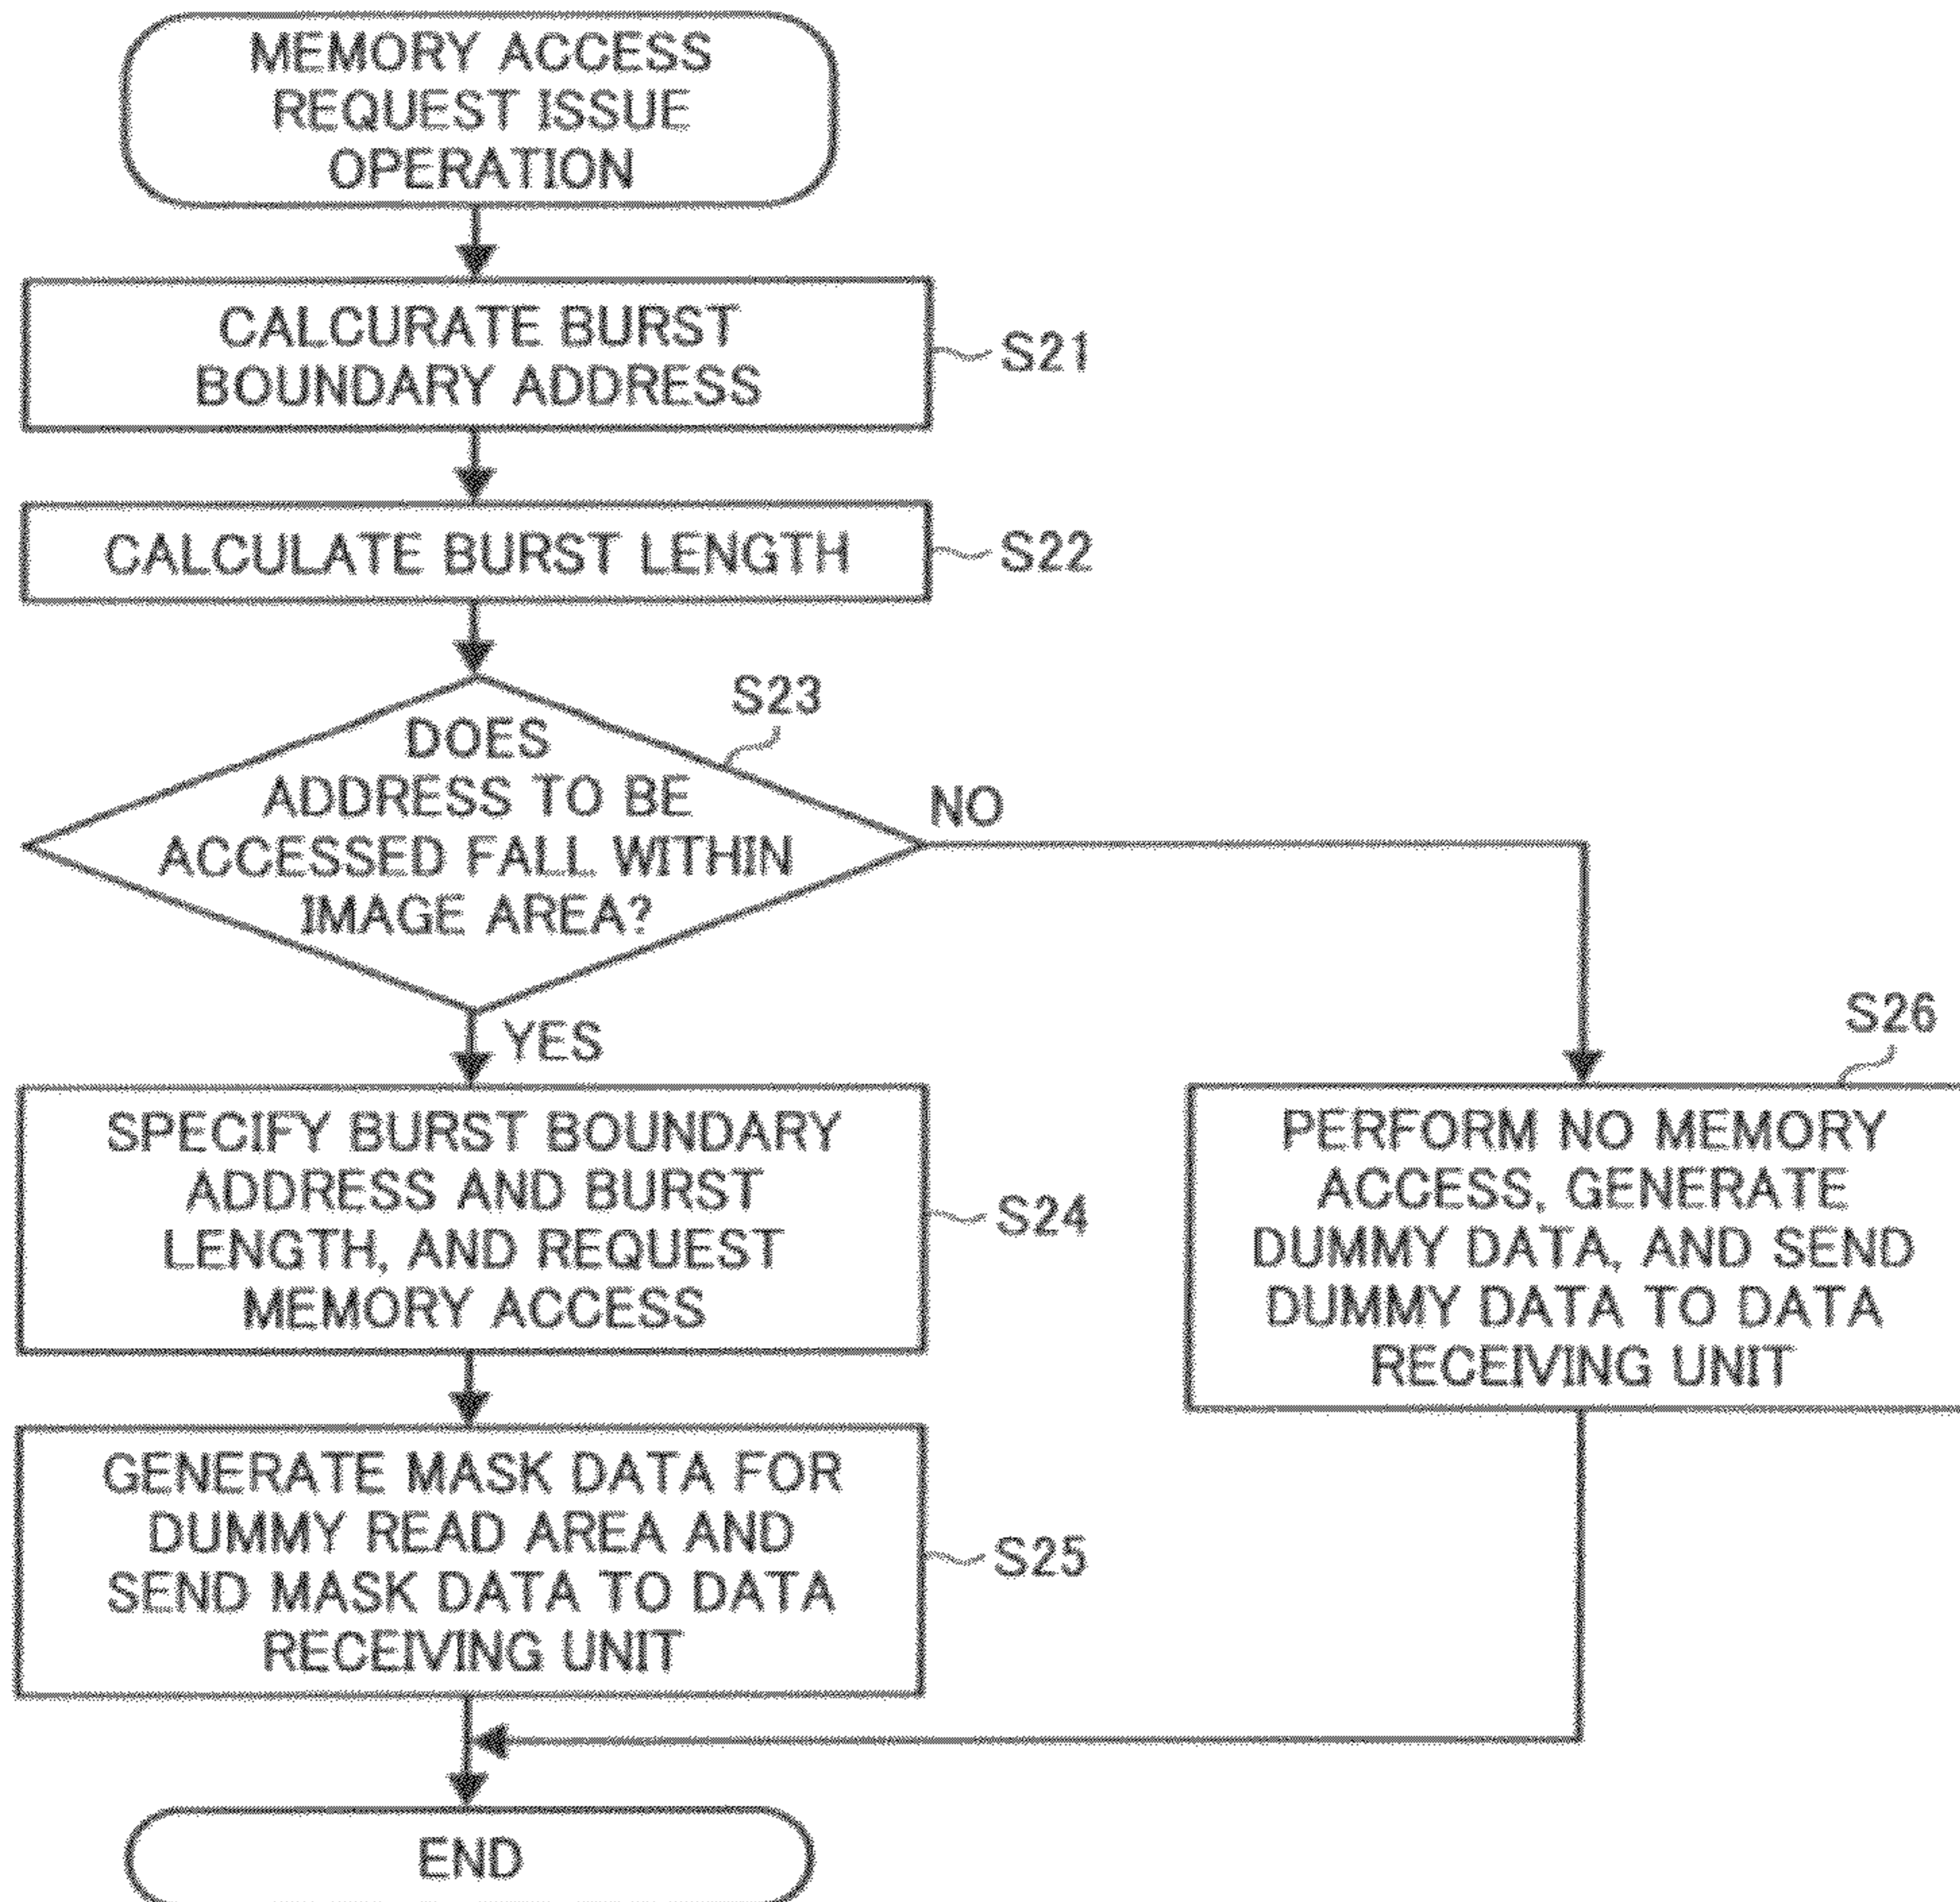 MEMORY ACCESS
REQUEST ISSUE
OPERATION
CALCURATE BURST
BOUNDARY ADDRESS
S21
CALCULATE BURST LENGTH
S22
S23
DOES
ADDRESS TO BE
ACCESSED FALL WITHIN
IMAGE AREA?
NO
YES
S26
SPECIFY BURST BOUNDARY
ADDRESS AND BURST
LENGTH, AND REQUEST
MEMORY ACCESS
S24
PERFORM NO MEMORY
ACCESS, GENERATE
DUMMY DATA, AND SEND
DUMMY DATA TO DATA
RECEIVING UNIT
GENERATE MASK DATA FOR
DUMMY READ AREA AND
SEND MASK DATA TO DATA
RECEIVING UNIT
S25
END